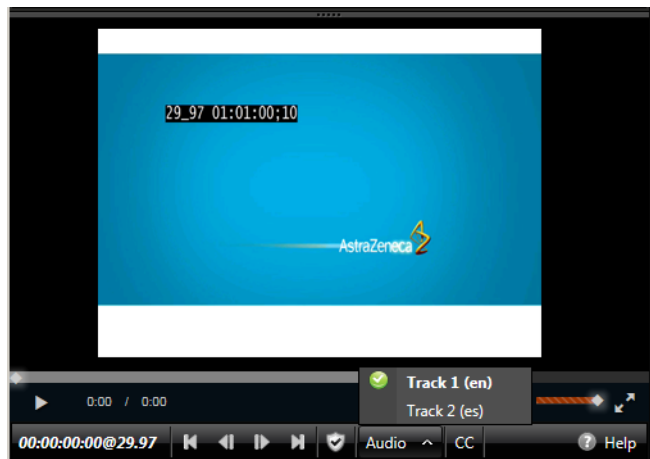 29_97 01:01:00;10
AstraZeneca
Track 1 (en)
0:00 / 0:00
Track 2 (es)
00:00:00:00@29.97
Audio
CC
? Help